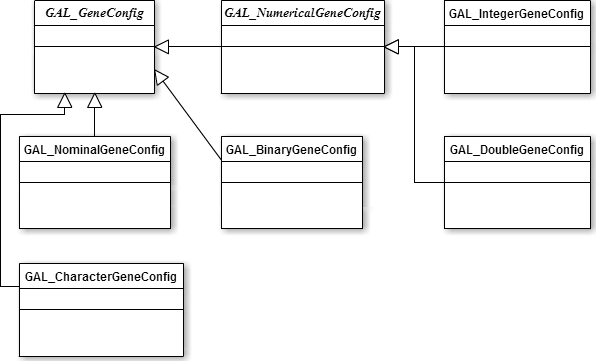 GAL_GeneConfig
GAL_NumericalGeneConfig
GAL_IntegerGeneConfig
GAL_NominalGeneConfig
GAL_BinaryGeneConfig
GAL_DoubleGeneConfig
GAL_CharacterGeneConfig